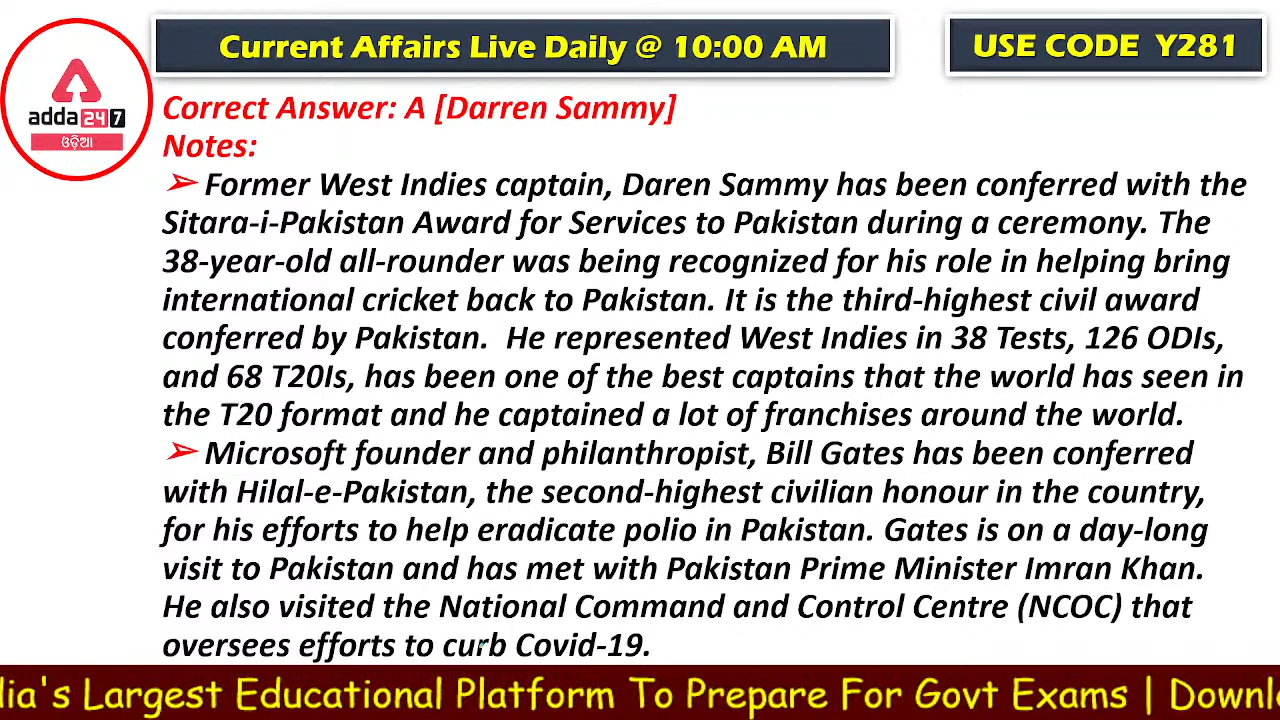 Current Affairs Live Daily @ 10:00 AM
USE CODE Y281
adda 24 7
ଓଡ଼ିଆ
Correct Answer: A [Darren Sammy]
Notes:
➢ Former West Indies captain, Daren Sammy has been conferred with the
Sitara-i-Pakistan Award for Services to Pakistan during a ceremony. The
38-year-old all-rounder was being recognized for his role in helping bring
international cricket back to Pakistan. It is the third-highest civil award
conferred by Pakistan. He represented West Indies in 38 Tests, 126 ODIs,
and 68 T20Is, has been one of the best captains that the world has seen in
the T20 format and he captained a lot of franchises around the world.
➢ Microsoft founder and philanthropist, Bill Gates has been conferred
with Hilal-e-Pakistan, the second-highest civilian honour in the country,
for his efforts to help eradicate polio in Pakistan. Gates is on a day-long
visit to Pakistan and has met with Pakistan Prime Minister Imran Khan.
He also visited the National Command and Control Centre (NCOC) that
oversees efforts to curb Covid-19.
dia's Largest Educational Platform To Prepare For Govt Exams | Downl